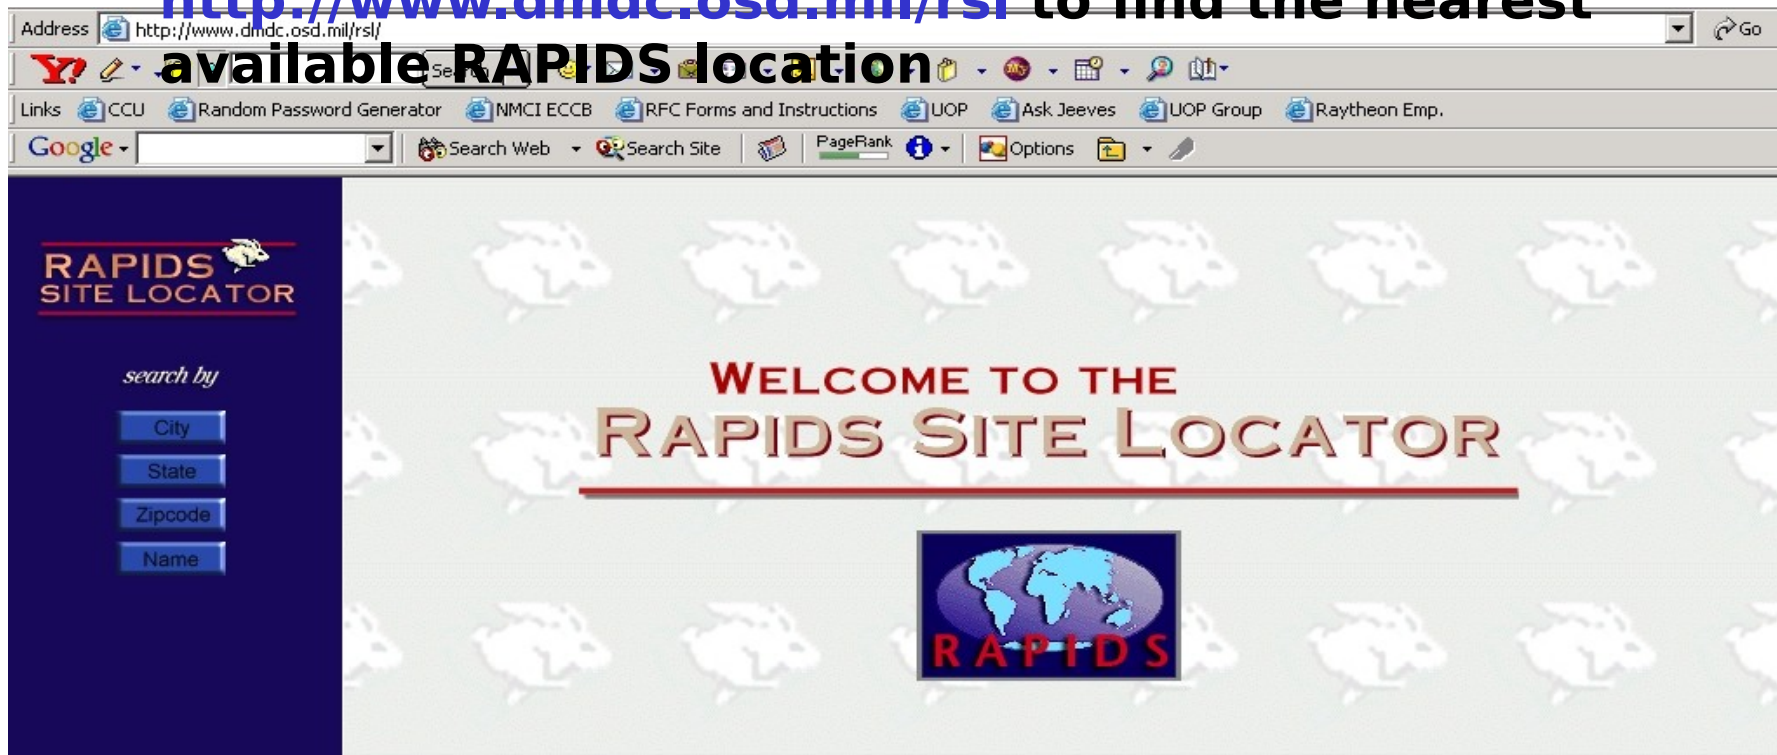 http://www.dmdc.osd.mil/rsl to find the nearest
Address http://www.dmdc.osd.mil/rsl/ Go
available RAPIDS location
Links CCU Random Password Generator NMCI ECCB RFC Forms and Instructions UOP Ask Jeeves UOP Group Raytheon Emp.
Google Search Web Search Site PageRank Options
RAPIDS
SITE LOCATOR
search by
City
State
Zipcode
Name
WELCOME TO THE
RAPIDS SITE LOCATOR
RAPIDS